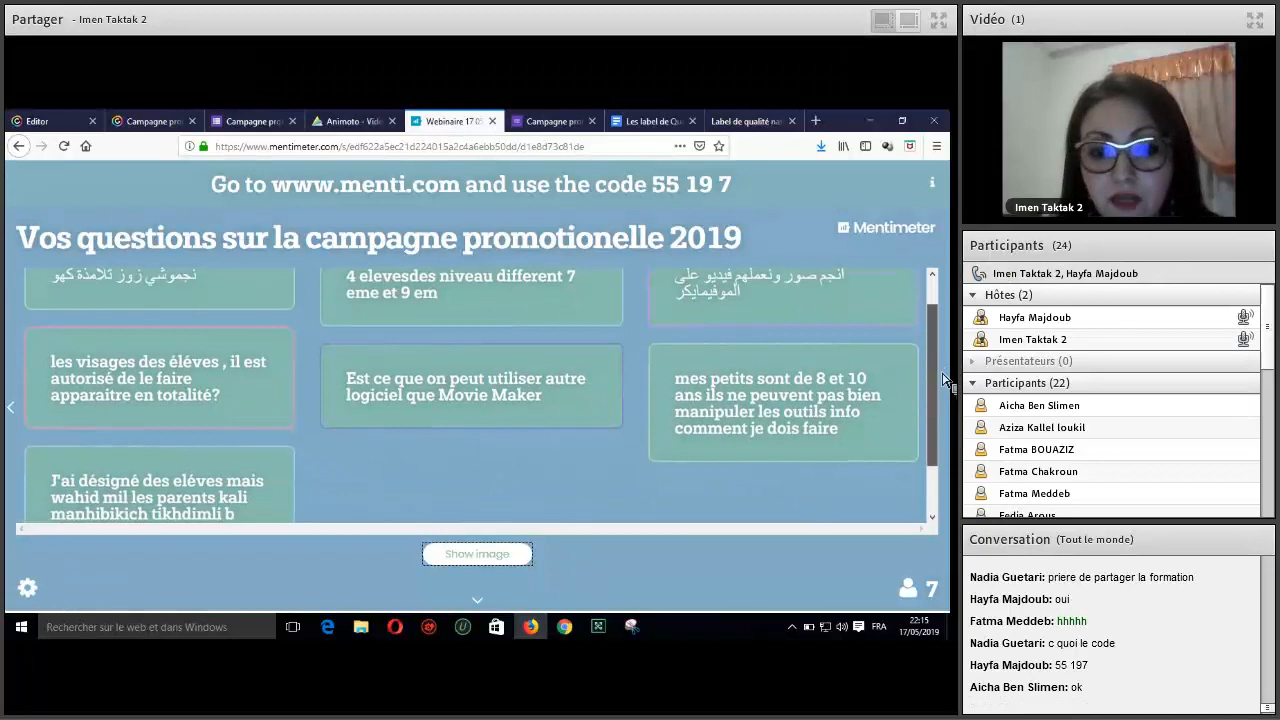 Partager - Imen Taktak 2
Editor
Campagne pro
Campagne pro
Animoto - Vide
Webinaire 17 05
Campagne pro
Les label de Qu
Label de qualité na
https://www.mentimeter.com/s/edf622a5ec21d224015a2c4a6ebb50dd/d1e8d73c81de
Go to www.menti.com and use the code 55 19 7
Vos questions sur la campagne promotionelle 2019
Mentimeter
نجموشي زوز تلامذة كهو
4 elevesdes niveau different 7
eme et 9 em
انجم صور ونعملهم فيديو على
الموفيمايكر
les visages des éléves , il est
autorisé de le faire
apparaitre en totalité?
Est ce que on peut utiliser autre
logiciel que Movie Maker
mes petits sont de 8 et 10
ans ils ne peuvent pas bien
manipuler les outils info
comment je dois faire
J'ai désigné des eléves mais
wahid mil les parents kali
manhibikich tikhdimli b
Show image
7
Rechercher sur le web et dans Windows
FRA
22:15
17/05/2019
Vidéo (1)
Imen Taktak 2
Participants (24)
Imen Taktak 2, Hayfa Majdoub
Hôtes (2)
Hayfa Majdoub
Imen Taktak 2
Présentateurs (0)
Participants (22)
Aicha Ben Slimen
Aziza Kallel loukil
Fatma BOUAZIZ
Fatma Chakroun
Fatma Meddeb
Fedia Arous
Conversation (Tout le monde)
Nadia Guetari: priere de partager la formation
Hayfa Majdoub: oui
Fatma Meddeb: hhhhh
Nadia Guetari: c quoi le code
Hayfa Majdoub: 55 197
Aicha Ben Slimen: ok